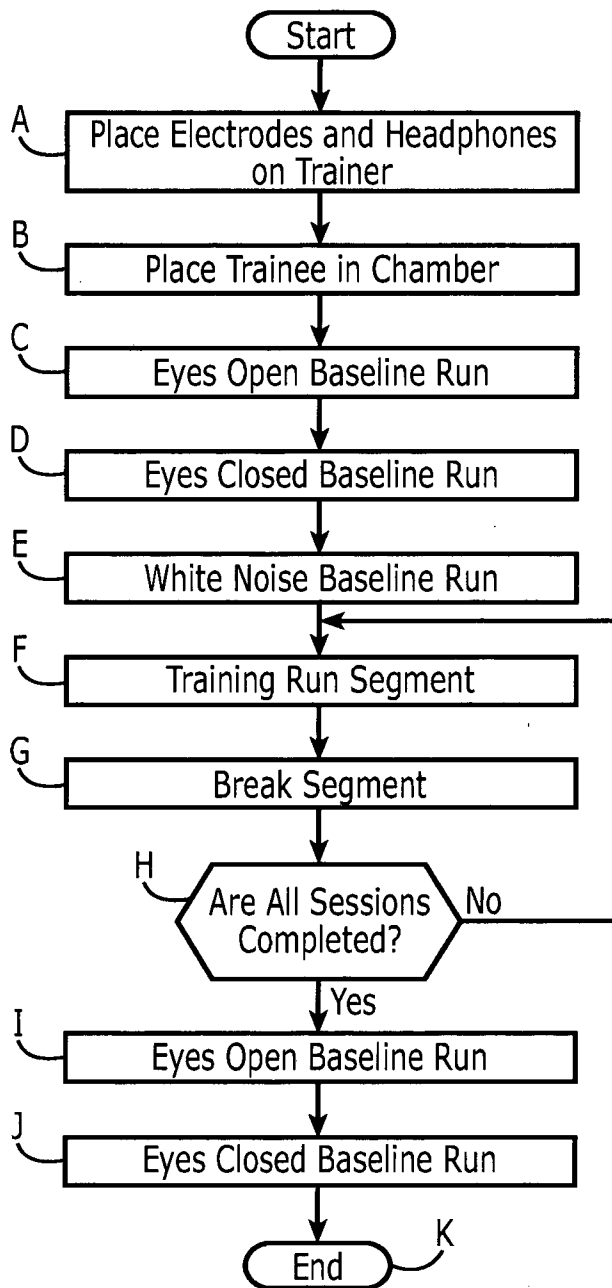 Start
A
Place Electrodes and Headphones
on Trainer
B
Place Trainee in Chamber
C
Eyes Open Baseline Run
D
Eyes Closed Baseline Run
E
White Noise Baseline Run
F
Training Run Segment
G
Break Segment
H
Are All Sessions
Completed?
No
Yes
I
Eyes Open Baseline Run
J
Eyes Closed Baseline Run
End
K